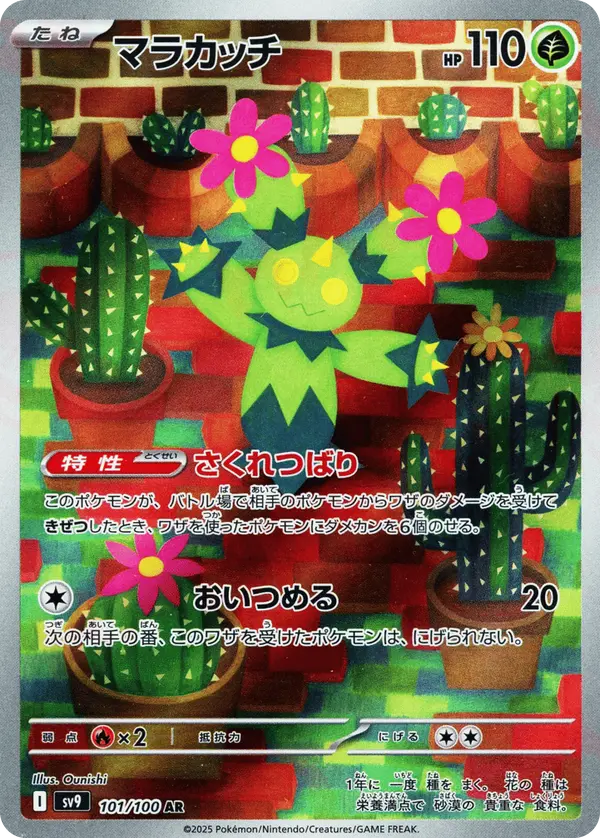 たね マラカッチ HP110
特性 とくせい さくれつばり
このポケモンが、バトル場で相手のポケモンからワザのダメージを受けて
きぜつしたとき、ワザを使ったポケモンにダメカンを6個のせる。
おいつめる 20
次の相手の番、このワザを受けたポケモンは、にげられない。
弱点 ×2 抵抗力 にげる
Illus. Ounishi
I sv9 101/100 AR
1年に一度 種を まく。花の 種は
栄養満点で 砂漠の 貴重な 食料。
©2025 Pokémon/Nintendo/Creatures/GAME FREAK.